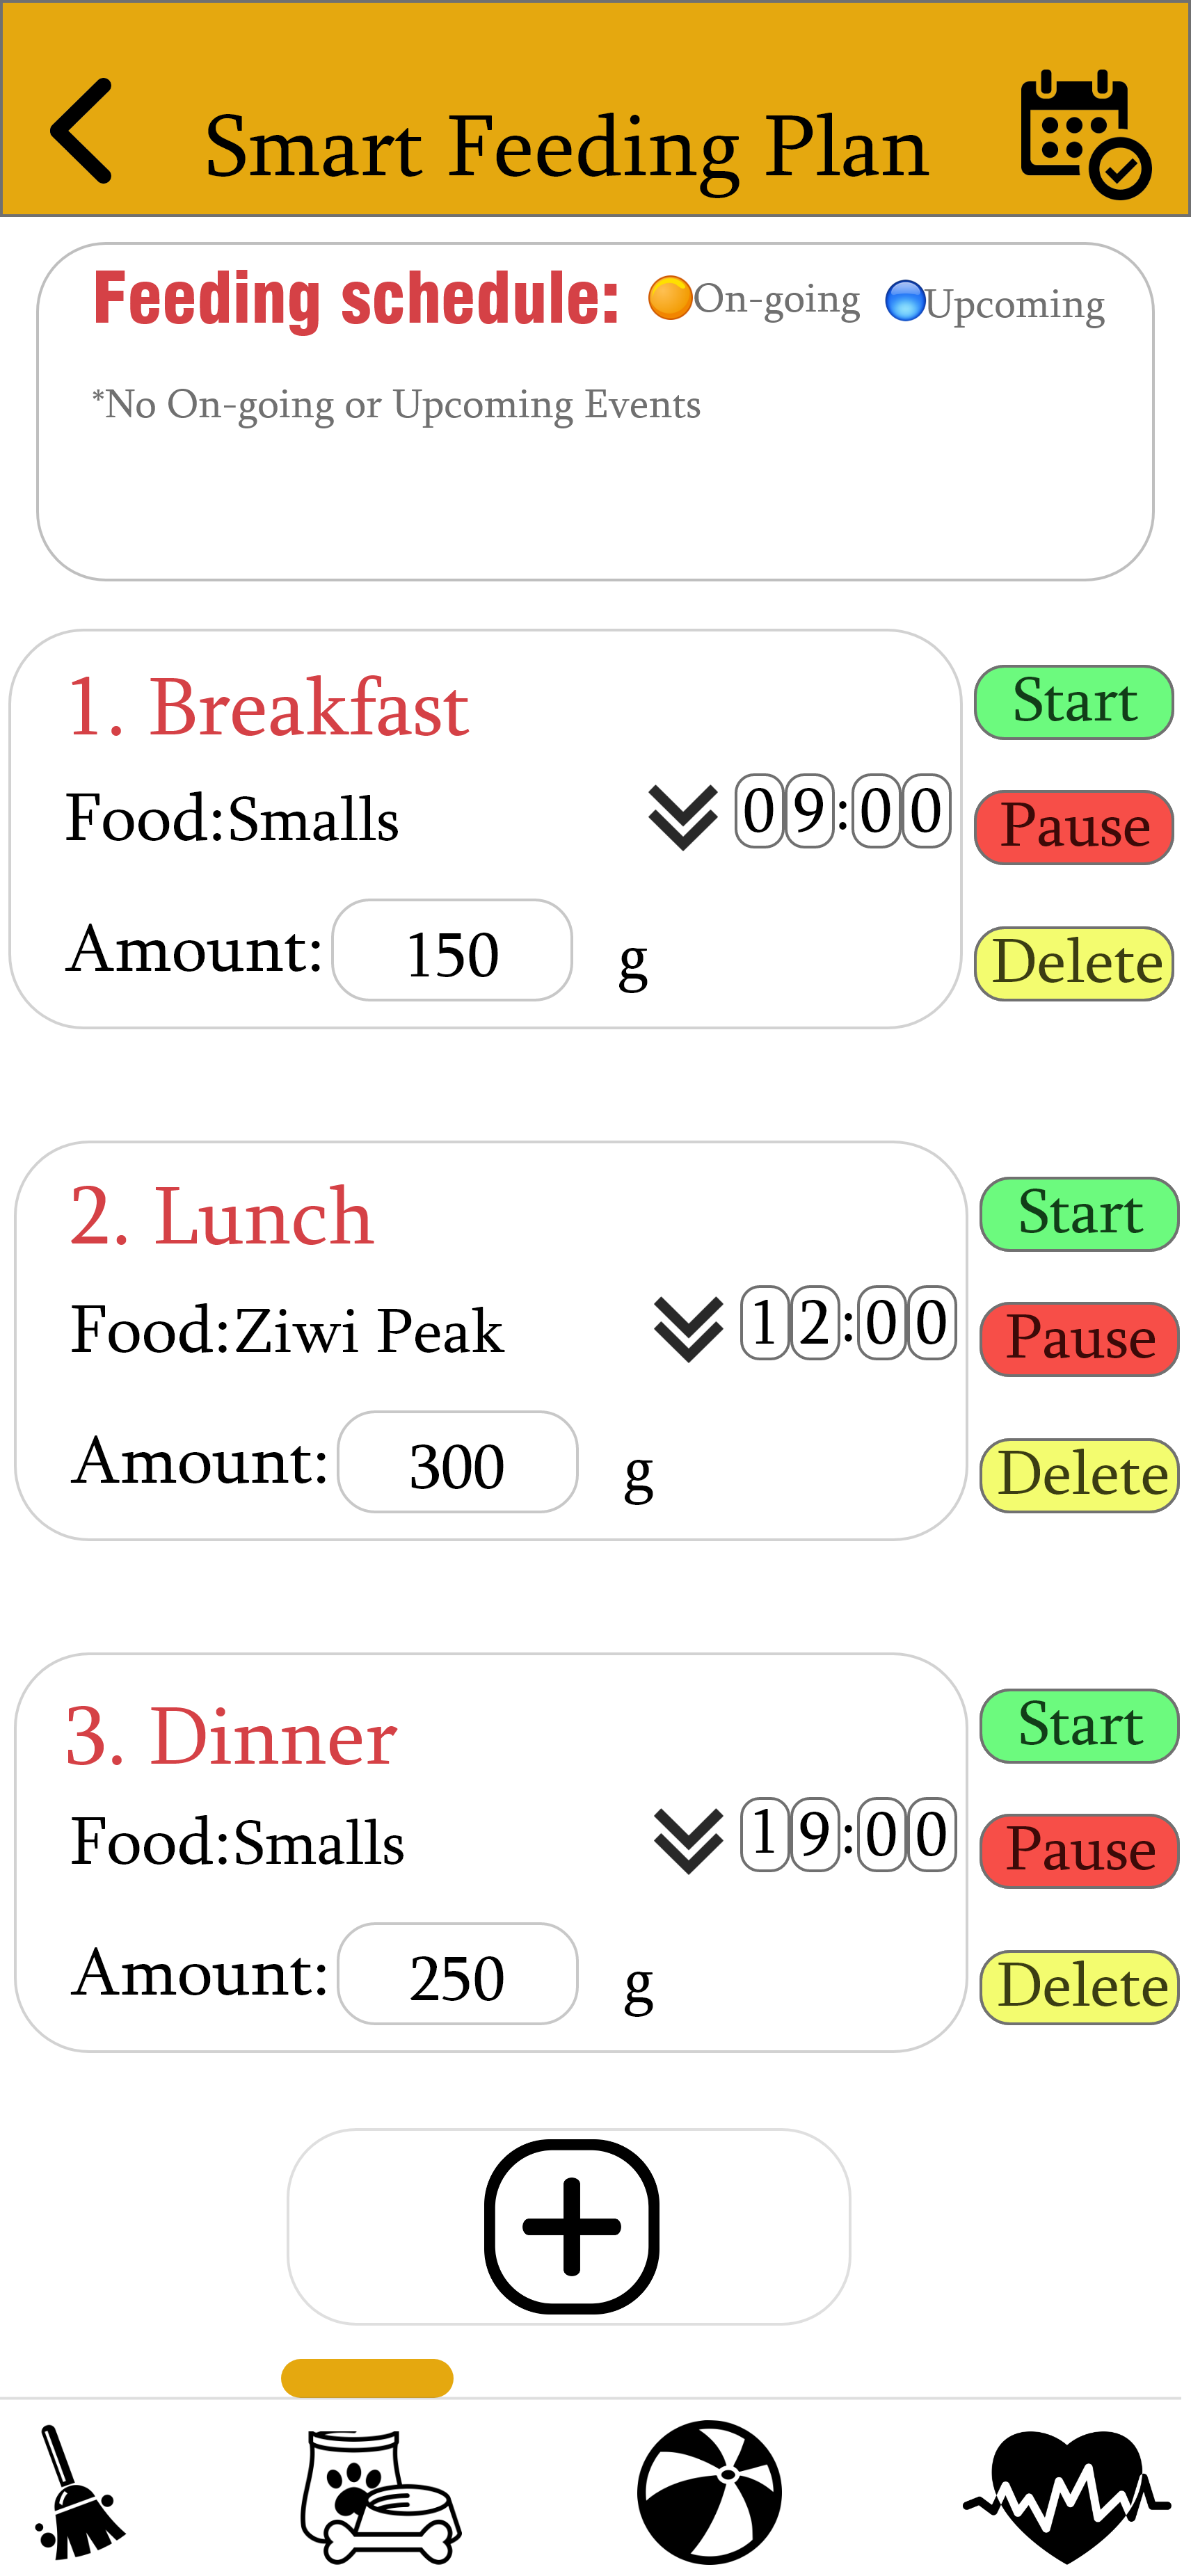 Smart Feeding Plan
Feeding schedule: On-going Upcoming
*No On-going or Upcoming Events
1. Breakfast
Start
Food:Smalls 09:00
Pause
Amount: 150 g
Delete
2. Lunch
Start
Food:Ziwi Peak 12:00
Pause
Amount: 300 g
Delete
3. Dinner
Start
Food:Smalls 19:00
Pause
Amount: 250 g
Delete